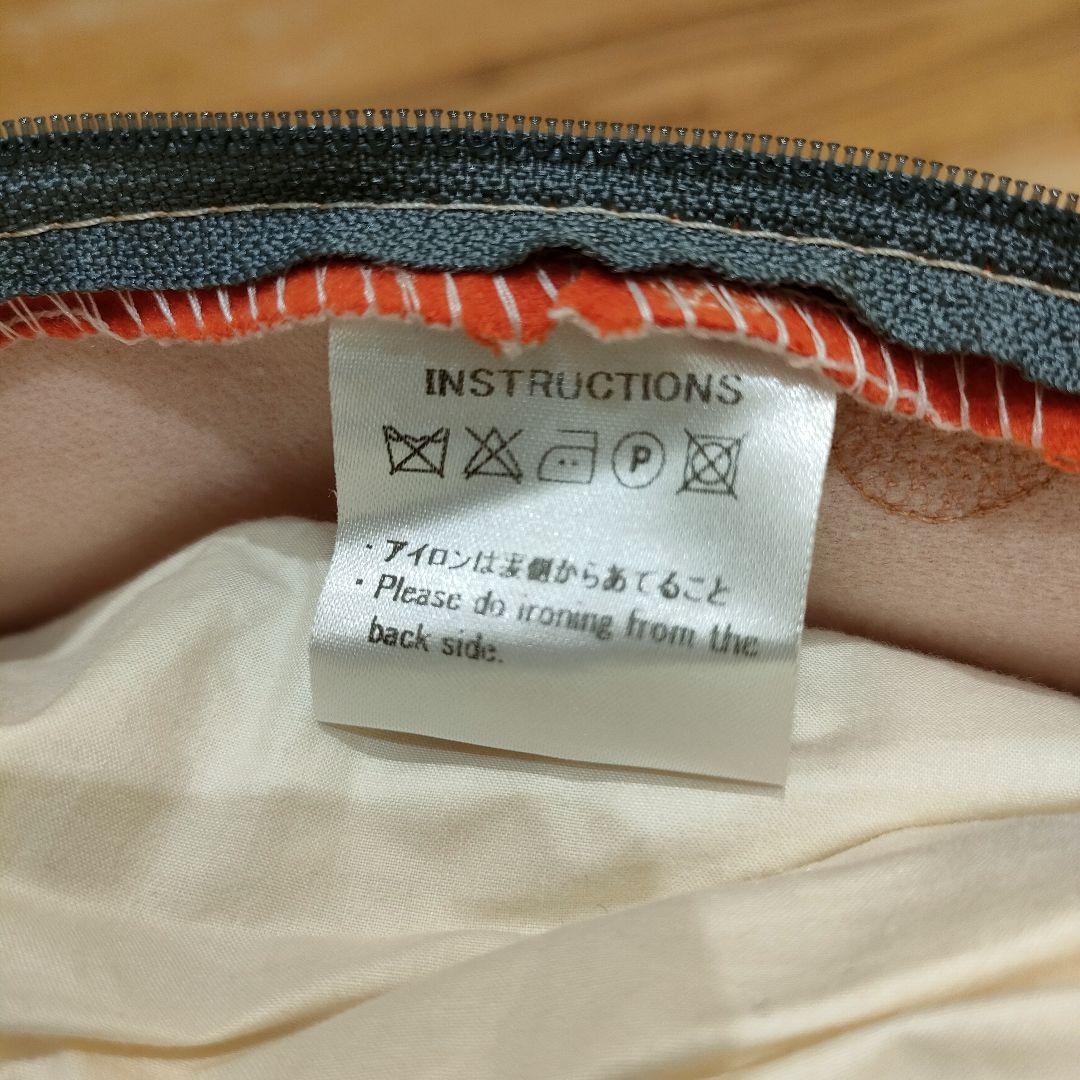 INSTRUCTIONS
P
・アイロンは裏側からあてること
・Please do ironing from the
back side.